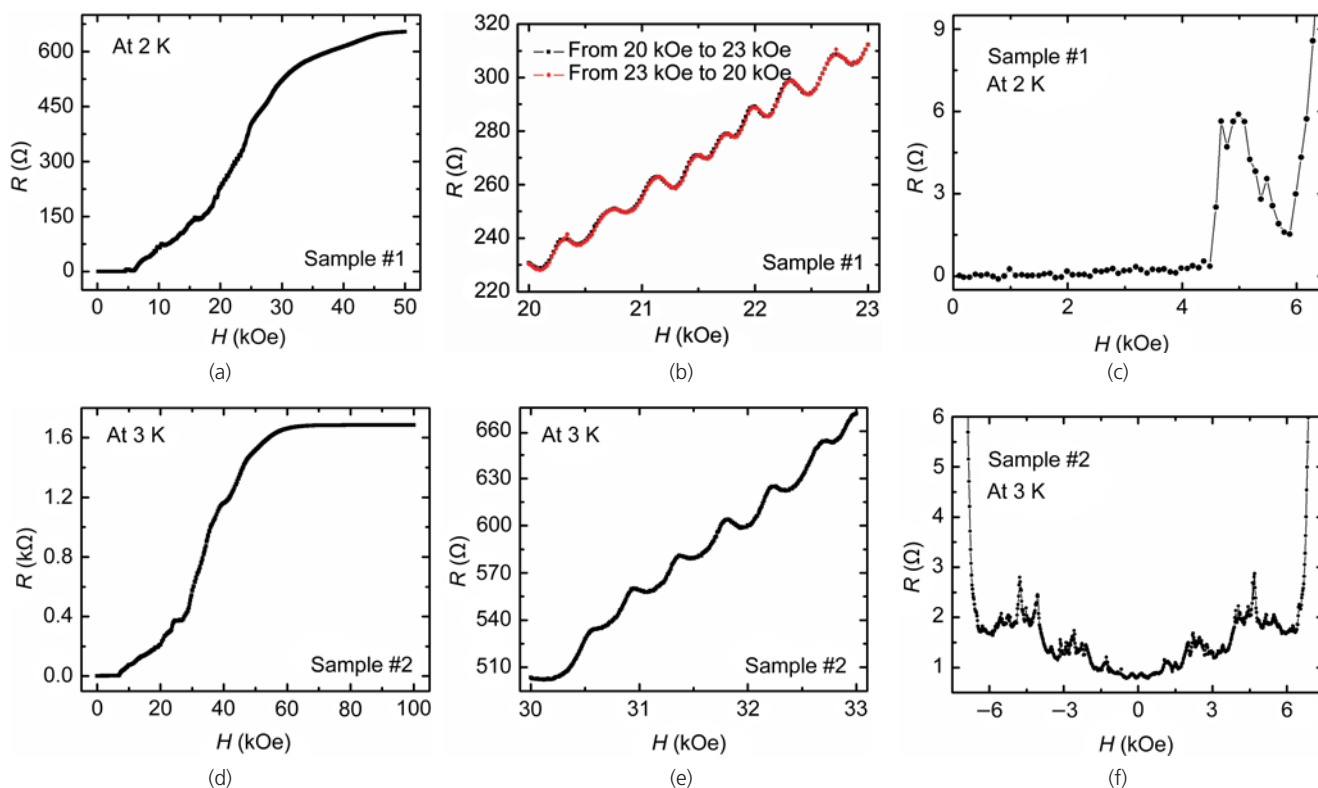 At 2 K
Sample #1
R (Ω)
600
450
300
150
0
0 10 20 30 40 50
H (kOe)
(a)
From 20 kOe to 23 kOe
From 23 kOe to 20 kOe
Sample #1
R (Ω)
320
300
280
260
240
220
20 21 22 23
H (kOe)
(b)
Sample #1
At 2 K
R (Ω)
9
6
3
0
0 2 4 6
H (kOe)
(c)
At 3 K
Sample #2
R (kΩ)
1.6
1.2
0.8
0.4
0.0
0 20 40 60 80 100
H (kOe)
(d)
At 3 K
Sample #2
R (Ω)
660
630
600
570
540
510
30 31 32 33
H (kOe)
(e)
Sample #2
At 3 K
R (Ω)
6
5
4
3
2
1
–6 –3 0 3 6
H (kOe)
(f)